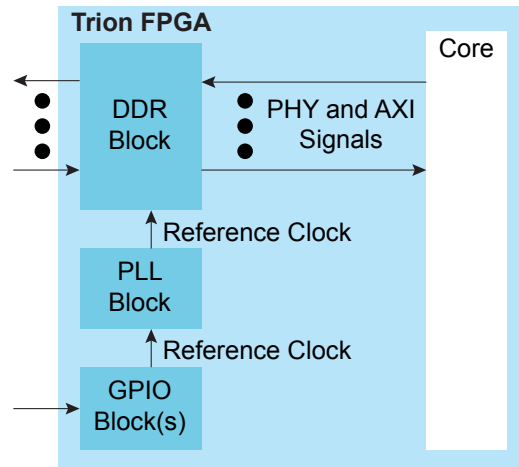 Trion FPGA
Core
DDR
Block
PHY and AXI
Signals
Reference Clock
PLL
Block
Reference Clock
GPIO
Block(s)